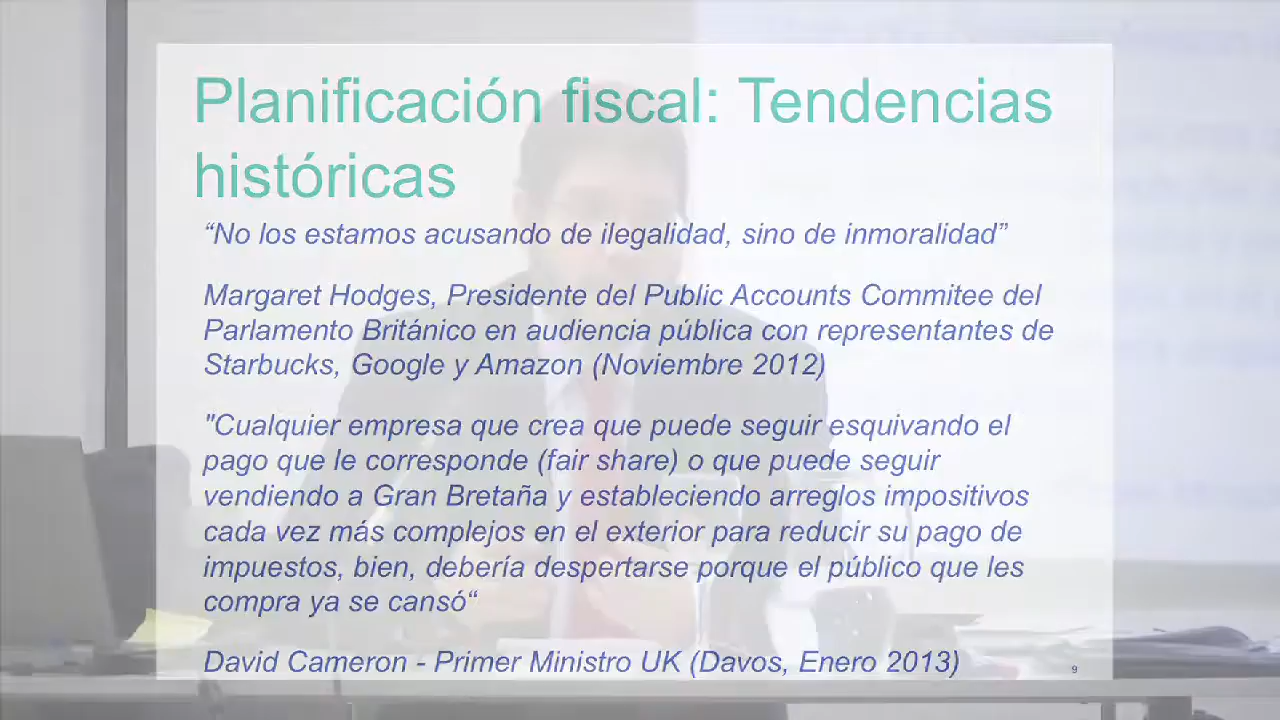 Planificación fiscal: Tendencias
históricas
“No los estamos acusando de ilegalidad, sino de inmoralidad”
Margaret Hodges, Presidente del Public Accounts Commitee del
Parlamento Británico en audiencia pública con representantes de
Starbucks, Google y Amazon (Noviembre 2012)
"Cualquier empresa que crea que puede seguir esquivando el
pago que le corresponde (fair share) o que puede seguir
vendiendo a Gran Bretaña y estableciendo arreglos impositivos
cada vez más complejos en el exterior para reducir su pago de
impuestos, bien, debería despertarse porque el público que les
compra ya se cansó“
David Cameron - Primer Ministro UK (Davos, Enero 2013)
9